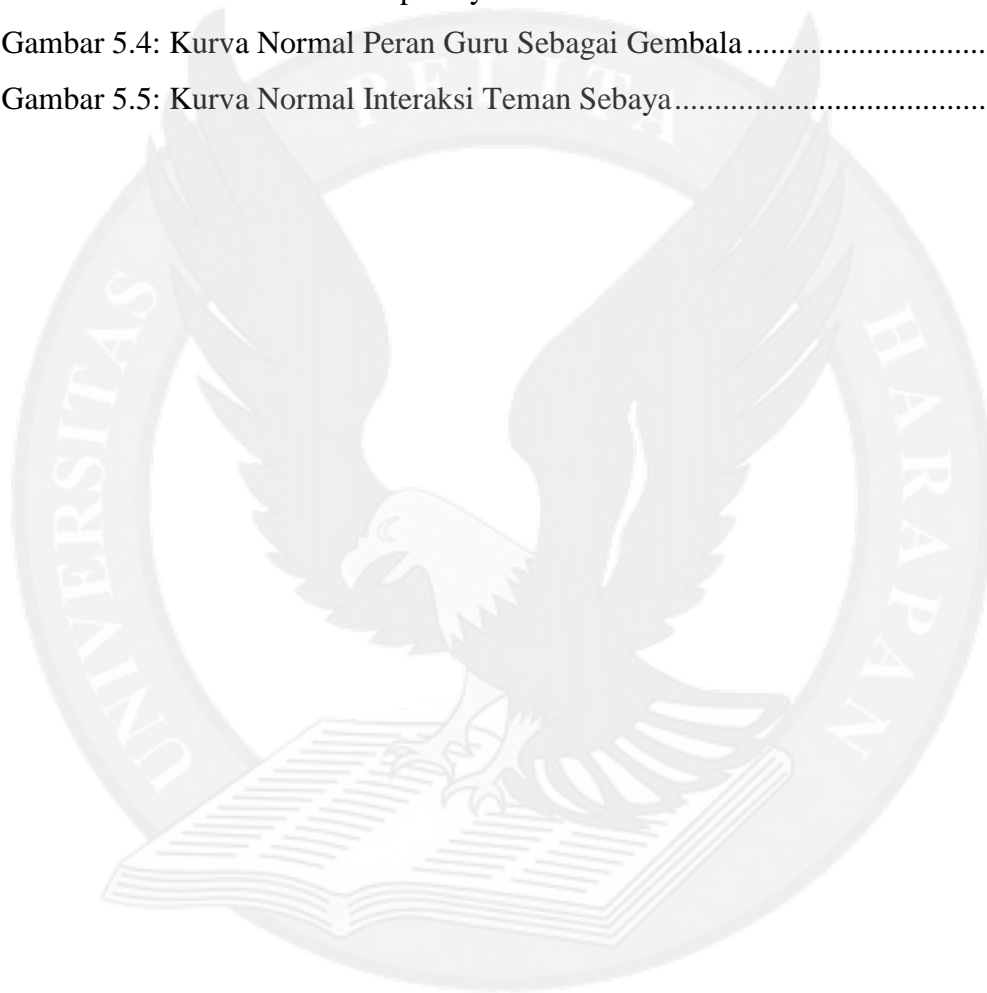 Gambar 5.4: Kurva Normal Peran Guru Sebagai Gembala............................
Gambar 5.5: Kurva Normal Interaksi Teman Sebaya.....................................
UNIVERSITAS PELITA HARAPAN